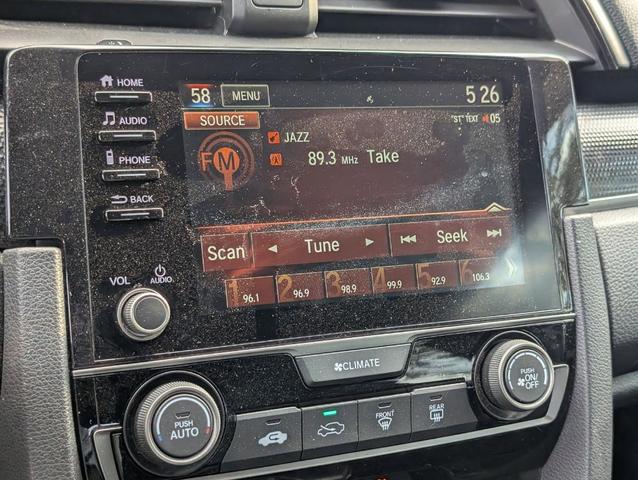 HOME
58 MENU 5 26
AUDIO
SOURCE
"ST" TEXT 05
JAZZ
FM
89.3 MHz Take
PHONE
BACK
Scan Tune Seek
1 96.1 2 96.9 3 98.9 4 99.9 5 92.9 6 106.3
VOL AUDIO
CLIMATE
PUSH AUTO
FRONT
REAR
PUSH ON/OFF